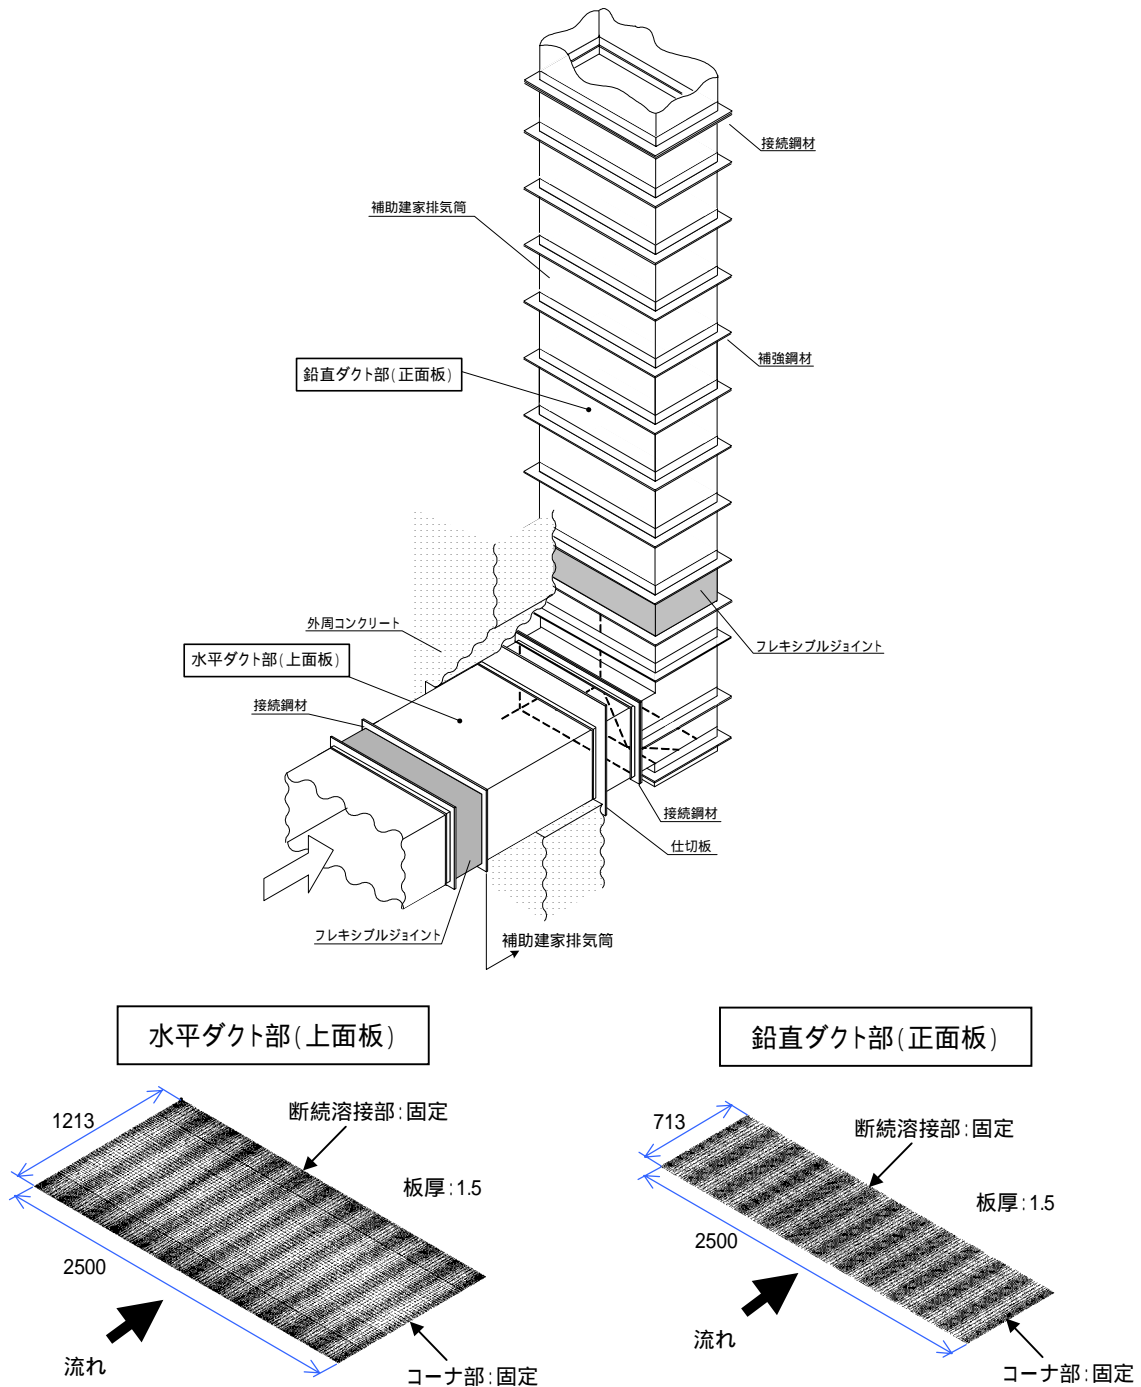 接続鋼材
補助建家排気筒
補強鋼材
鉛直ダクト部(正面板)
外周コンクリート
フレキシブルジョイント
水平ダクト部(上面板)
接続鋼材
接続鋼材
仕切板
フレキシブルジョイント
補助建家排気筒
水平ダクト部(上面板)
1213
断続溶接部:固定
板厚:1.5
2500
流れ
コーナ部:固定
鉛直ダクト部(正面板)
713
断続溶接部:固定
板厚:1.5
2500
流れ
コーナ部:固定